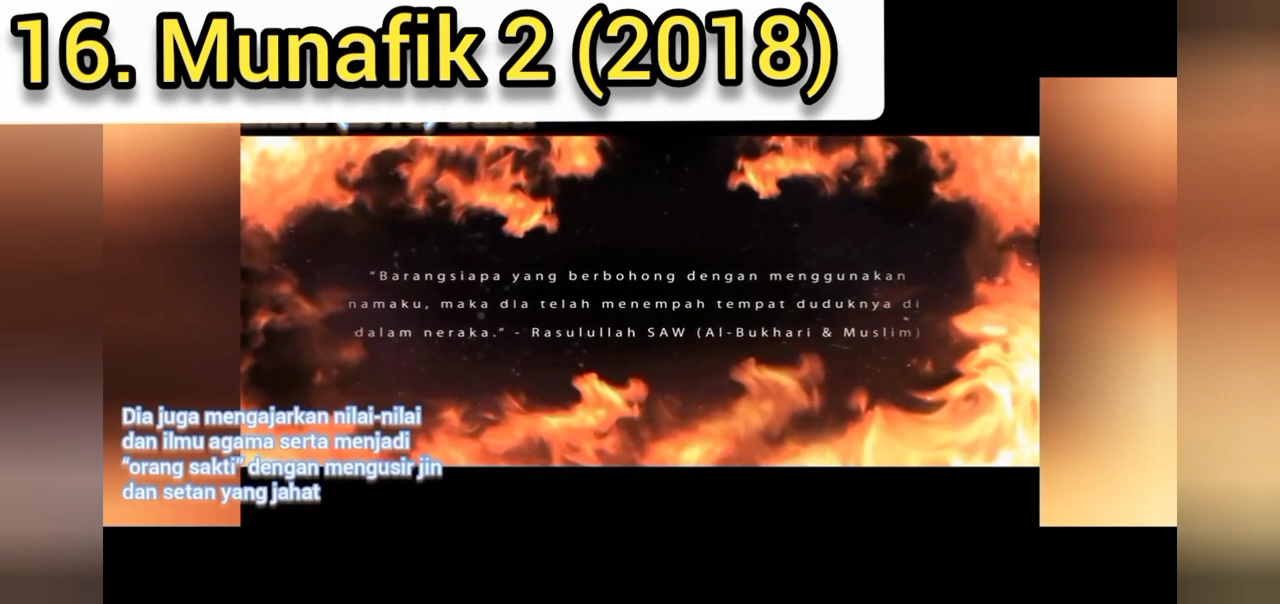 16. Munafik 2 (2018)
"Barangsiapa yang berbohong dengan menggunakan
namaku, maka dia telah menempah tempat duduknya di
dalam neraka." - Rasulullah SAW (Al-Bukhari & Muslim)
Dia juga mengajarkan nilai-nilai
dan ilmu agama serta menjadi
"orang sakti" dengan mengusir jin
dan setan yang jahat